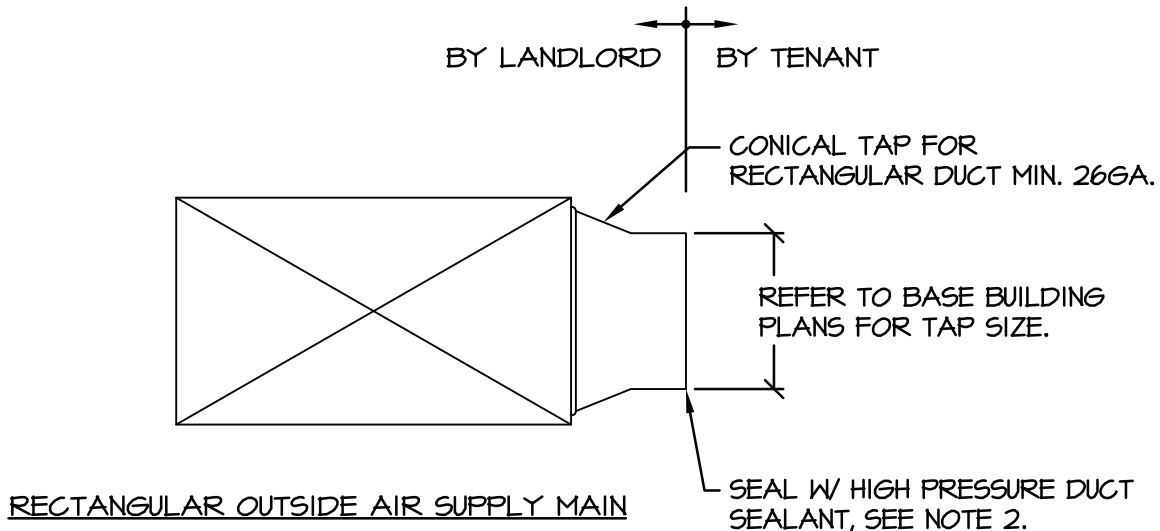 BY LANDLORD BY TENANT
CONICAL TAP FOR
RECTANGULAR DUCT MIN. 26GA.
REFER TO BASE BUILDING
PLANS FOR TAP SIZE.
SEAL W/ HIGH PRESSURE DUCT
SEALANT, SEE NOTE 2.
RECTANGULAR OUTSIDE AIR SUPPLY MAIN